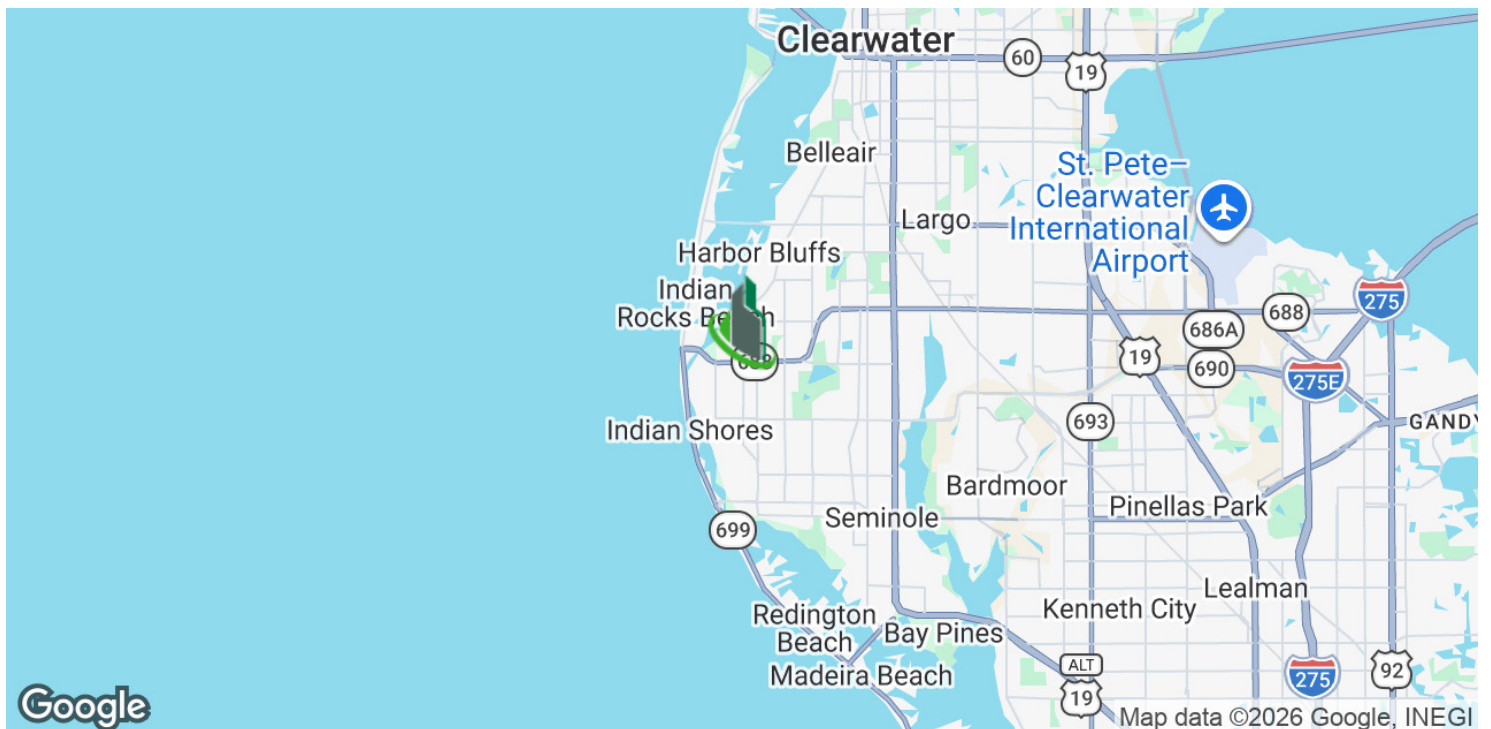 Clearwater
60
19
Belleair
St. Pete–
Clearwater
International
Airport
Largo
Harbor Bluffs
Indian
Rocks Beach
275
688
686A
688
19
690
275E
693
GANDY
Indian Shores
Bardmoor
Pinellas Park
Seminole
699
Lealman
Kenneth City
Redington
Beach
Bay Pines
Madeira Beach
ALT
19
275
92
Google
Map data ©2026 Google, INEGI